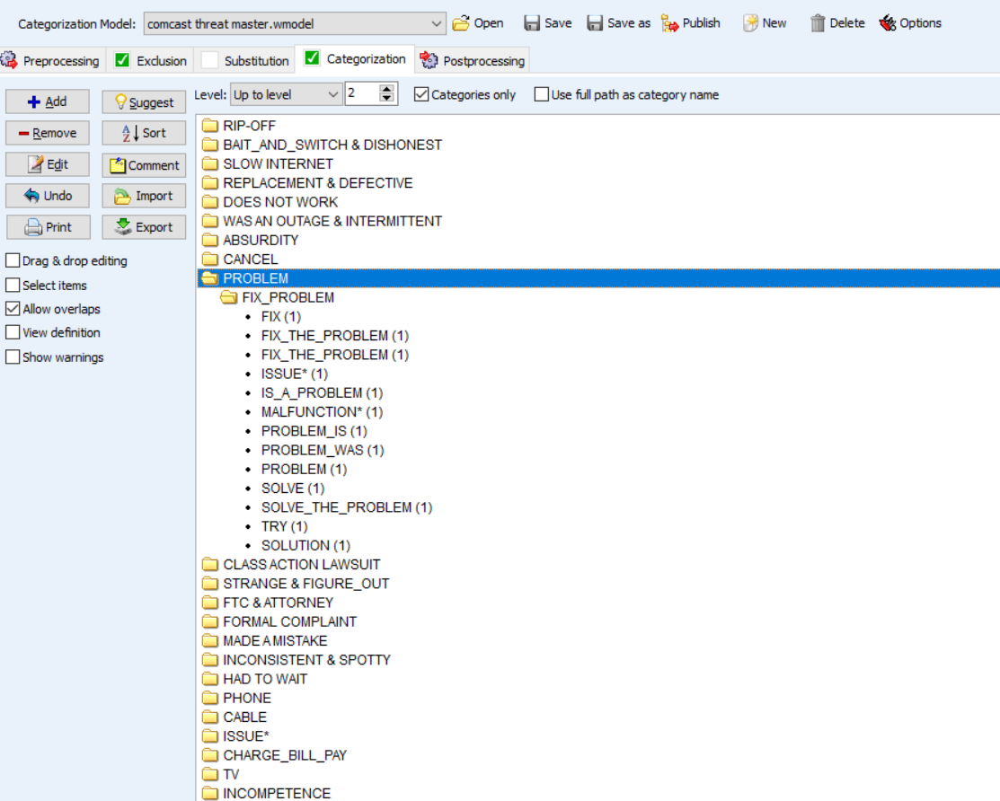 Categorization Model: comcast threat master.wmodel Open Save Save as Publish New Delete Options
Preprocessing Exclusion Substitution Categorization Postprocessing
Add Suggest Level: Up to level 2 Categories only Use full path as category name
Remove Sort
Edit Comment
Undo Import
Print Export
Drag & drop editing
Select items
Allow overlaps
View definition
Show warnings
RIP-OFF
BAIT_AND_SWITCH & DISHONEST
SLOW INTERNET
REPLACEMENT & DEFECTIVE
DOES NOT WORK
WAS AN OUTAGE & INTERMITTENT
ABSURDITY
CANCEL
PROBLEM
FIX_PROBLEM
• FIX (1)
• FIX_THE_PROBLEM (1)
• FIX_THE_PROBLEM (1)
• ISSUE* (1)
• IS_A_PROBLEM (1)
• MALFUNCTION* (1)
• PROBLEM_IS (1)
• PROBLEM_WAS (1)
• PROBLEM (1)
• SOLVE (1)
• SOLVE_THE_PROBLEM (1)
• TRY (1)
• SOLUTION (1)
CLASS ACTION LAWSUIT
STRANGE & FIGURE_OUT
FTC & ATTORNEY
FORMAL COMPLAINT
MADE A MISTAKE
INCONSISTENT & SPOTTY
HAD TO WAIT
PHONE
CABLE
ISSUE*
CHARGE_BILL_PAY
TV
INCOMPETENCE